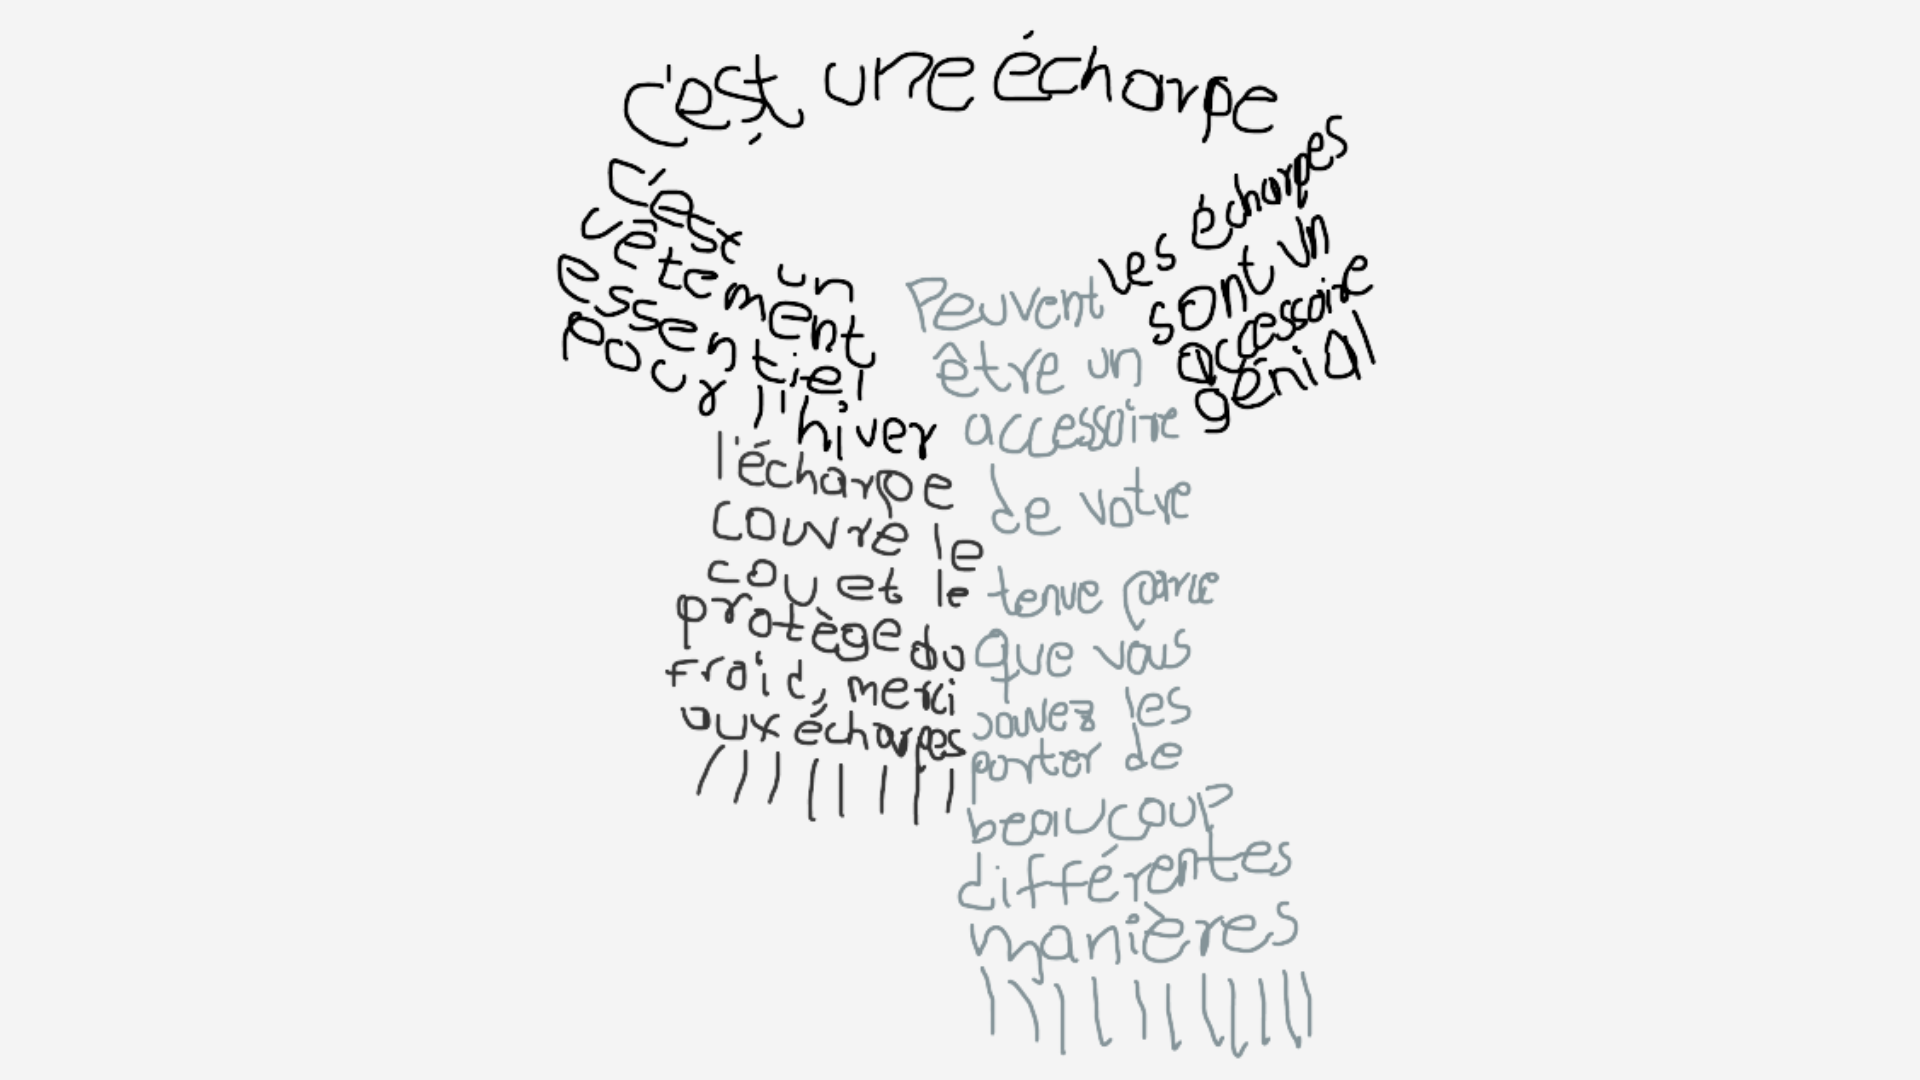 c'est une écharpe
C'est un
vêtement
essentiel
pour l'hiver
l'écharpe
couvre le
cou et le
protège du
froid, merci
aux écharpes
les écharpes
sont un
accessoire
génial
Peuvent
être un
accessoire
de votre
tenue parce
que vous
les
porter de
beaucoup
différentes
manières